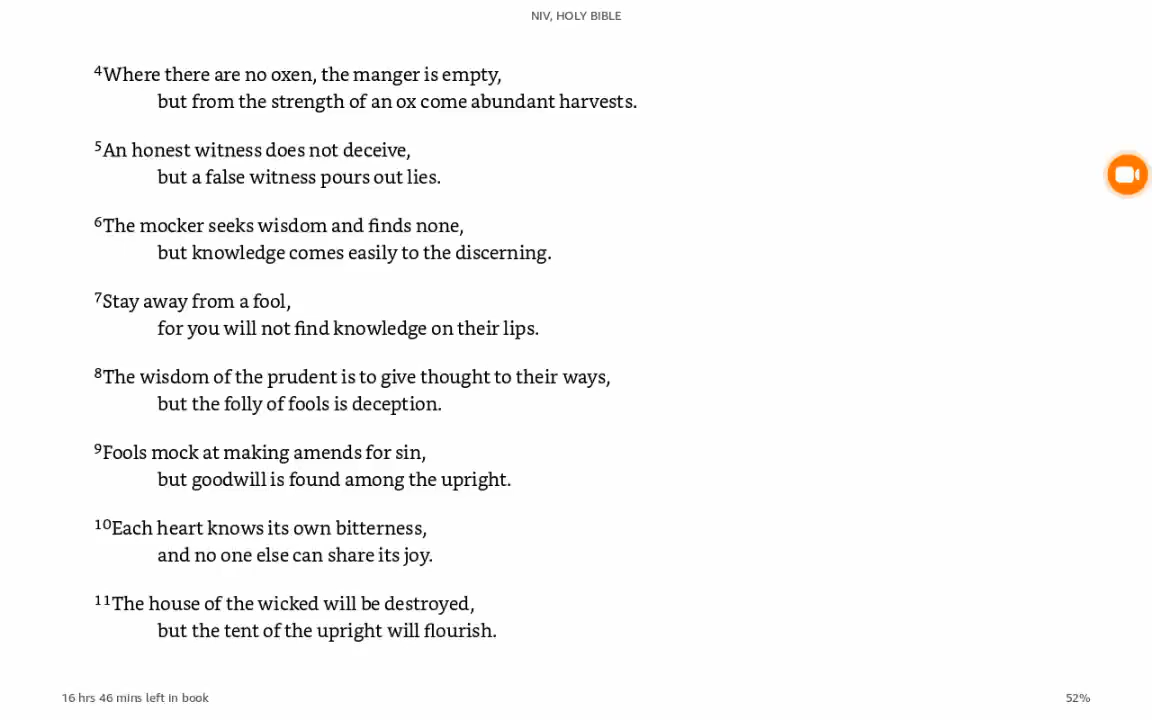 NIV, HOLY BIBLE
4Where there are no oxen, the manger is empty,
but from the strength of an ox come abundant harvests.
5An honest witness does not deceive,
but a false witness pours out lies.
6The mocker seeks wisdom and finds none,
but knowledge comes easily to the discerning.
7Stay away from a fool,
for you will not find knowledge on their lips.
8The wisdom of the prudent is to give thought to their ways,
but the folly of fools is deception.
9Fools mock at making amends for sin,
but goodwill is found among the upright.
10Each heart knows its own bitterness,
and no one else can share its joy.
11The house of the wicked will be destroyed,
but the tent of the upright will flourish.
16 hrs 46 mins left in book
52%